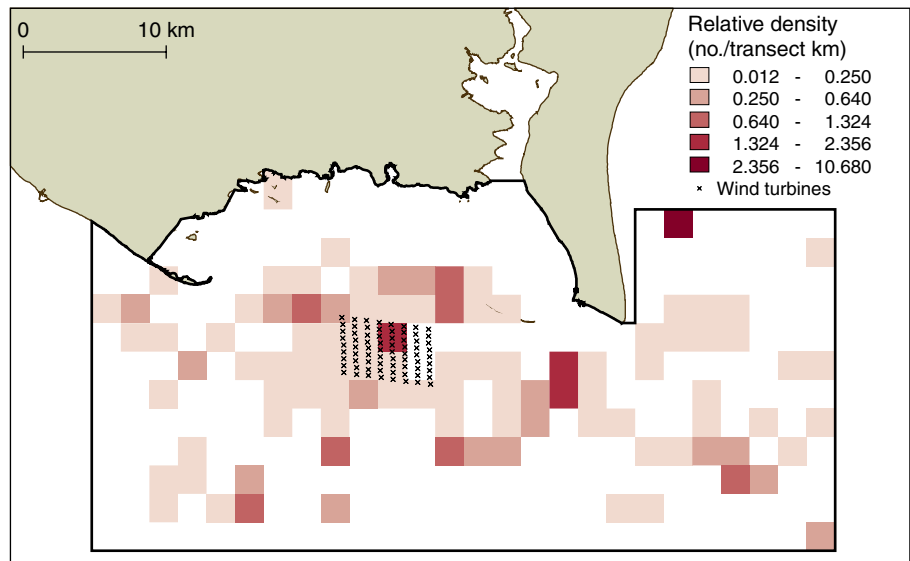 0 10 km
Relative density
(no./transect km)
0.012 - 0.250
0.250 - 0.640
0.640 - 1.324
1.324 - 2.356
2.356 - 10.680
Wind turbines